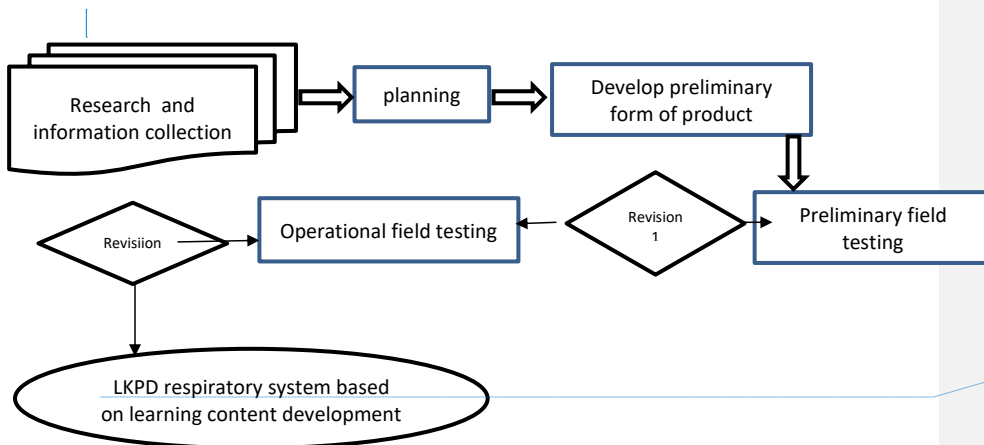 Research and
information collection
planning
Develop preliminary
form of product
Preliminary field
testing
Revision
1
Operational field testing
Revisiion
LKPD respiratory system based
on learning content development